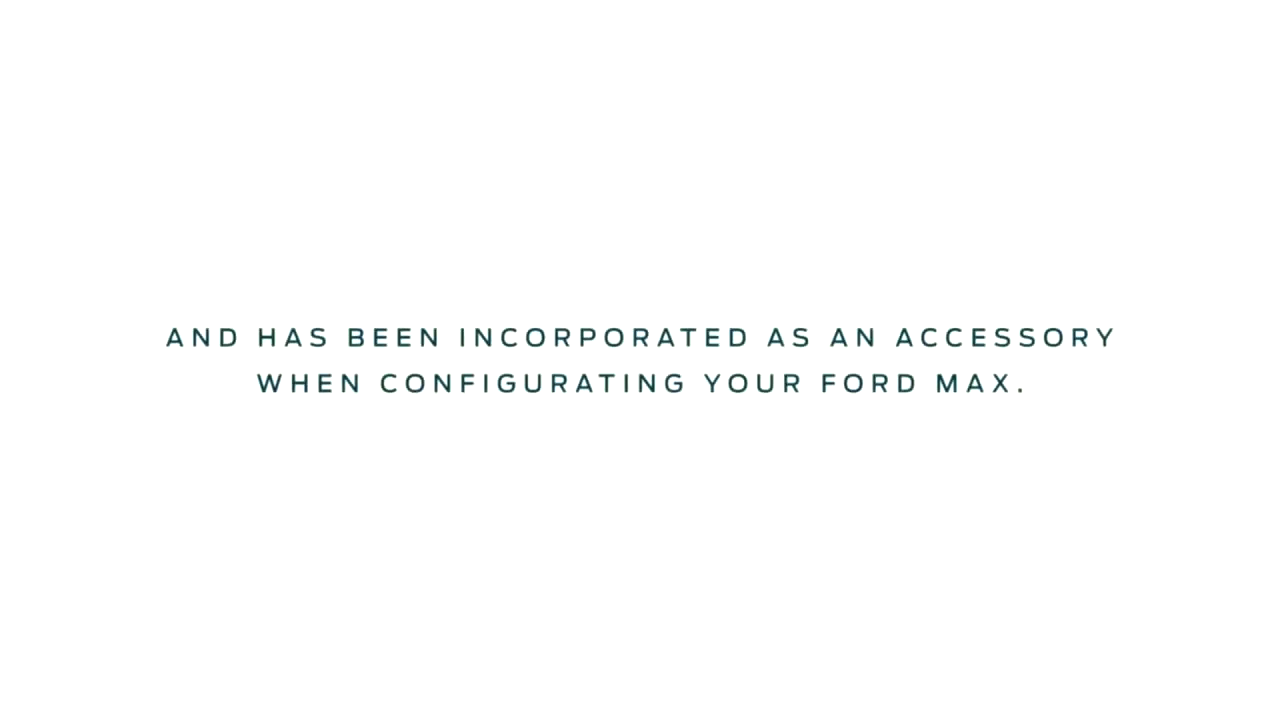 AND HAS BEEN INCORPORATED AS AN ACCESSORY
WHEN CONFIGURATING YOUR FORD MAX.